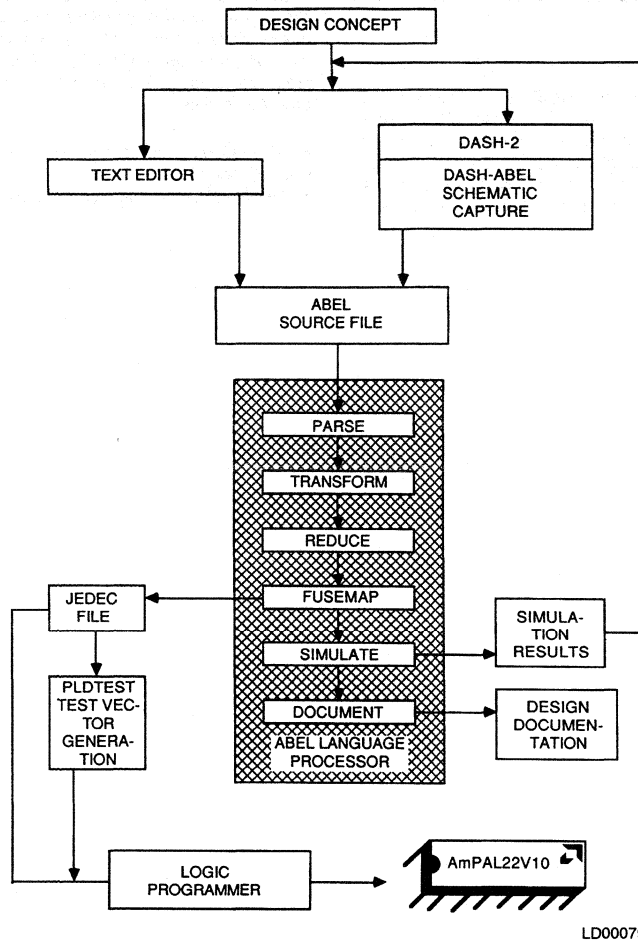 DESIGN CONCEPT
TEXT EDITOR
DASH-2
DASH-ABEL
SCHEMATIC
CAPTURE
ABEL
SOURCE FILE
PARSE
TRANSFORM
REDUCE
FUSEMAP
JEDEC
FILE
SIMULATE
SIMULA-
TION
RESULTS
PLDTEST
TEST VEC-
TOR
GENERA-
TION
DOCUMENT
DESIGN
DOCUMEN-
TATION
ABEL LANGUAGE
PROCESSOR
LOGIC
PROGRAMMER
AmPAL22V10